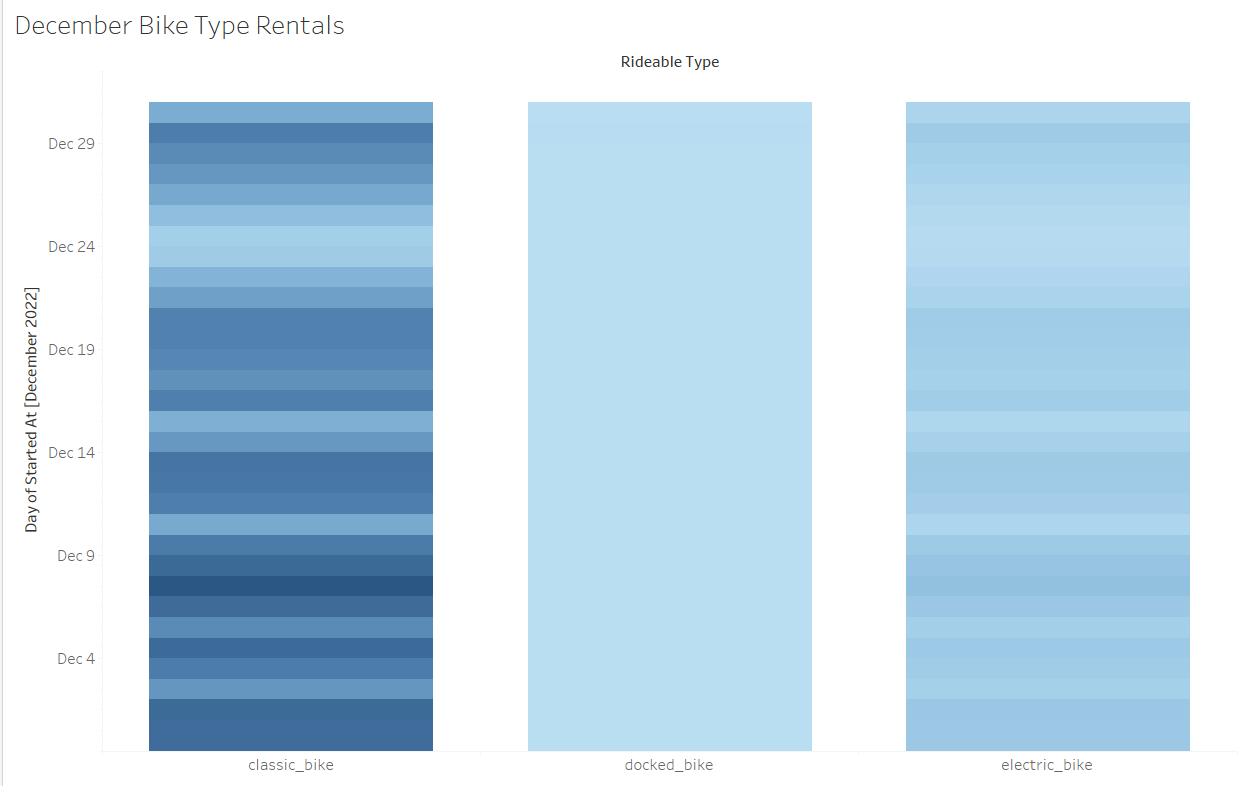 December Bike Type Rentals
Rideable Type
Day of Started At [December 2022]
Dec 29
Dec 24
Dec 19
Dec 14
Dec 9
Dec 4
classic_bike
docked_bike
electric_bike